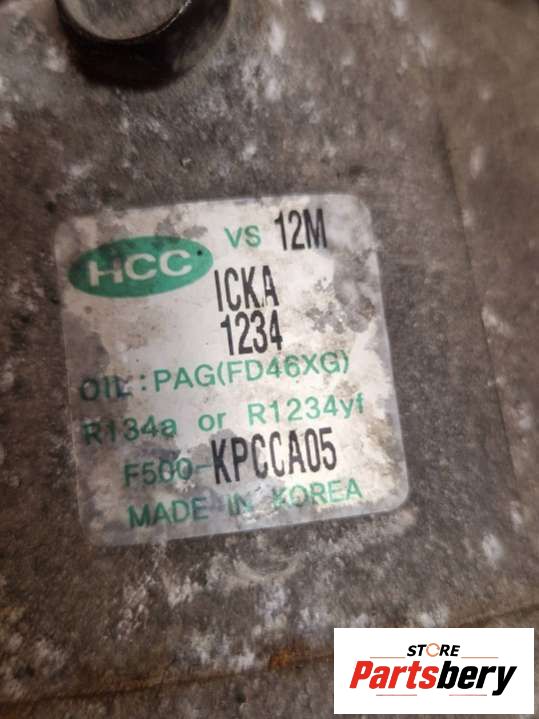 HCC VS 12M
ICKA
1234
OIL : PAG(FD46XG)
R134a or R1234yf
F500-KPCCA05
MADE IN KOREA
STORE
Partsbery